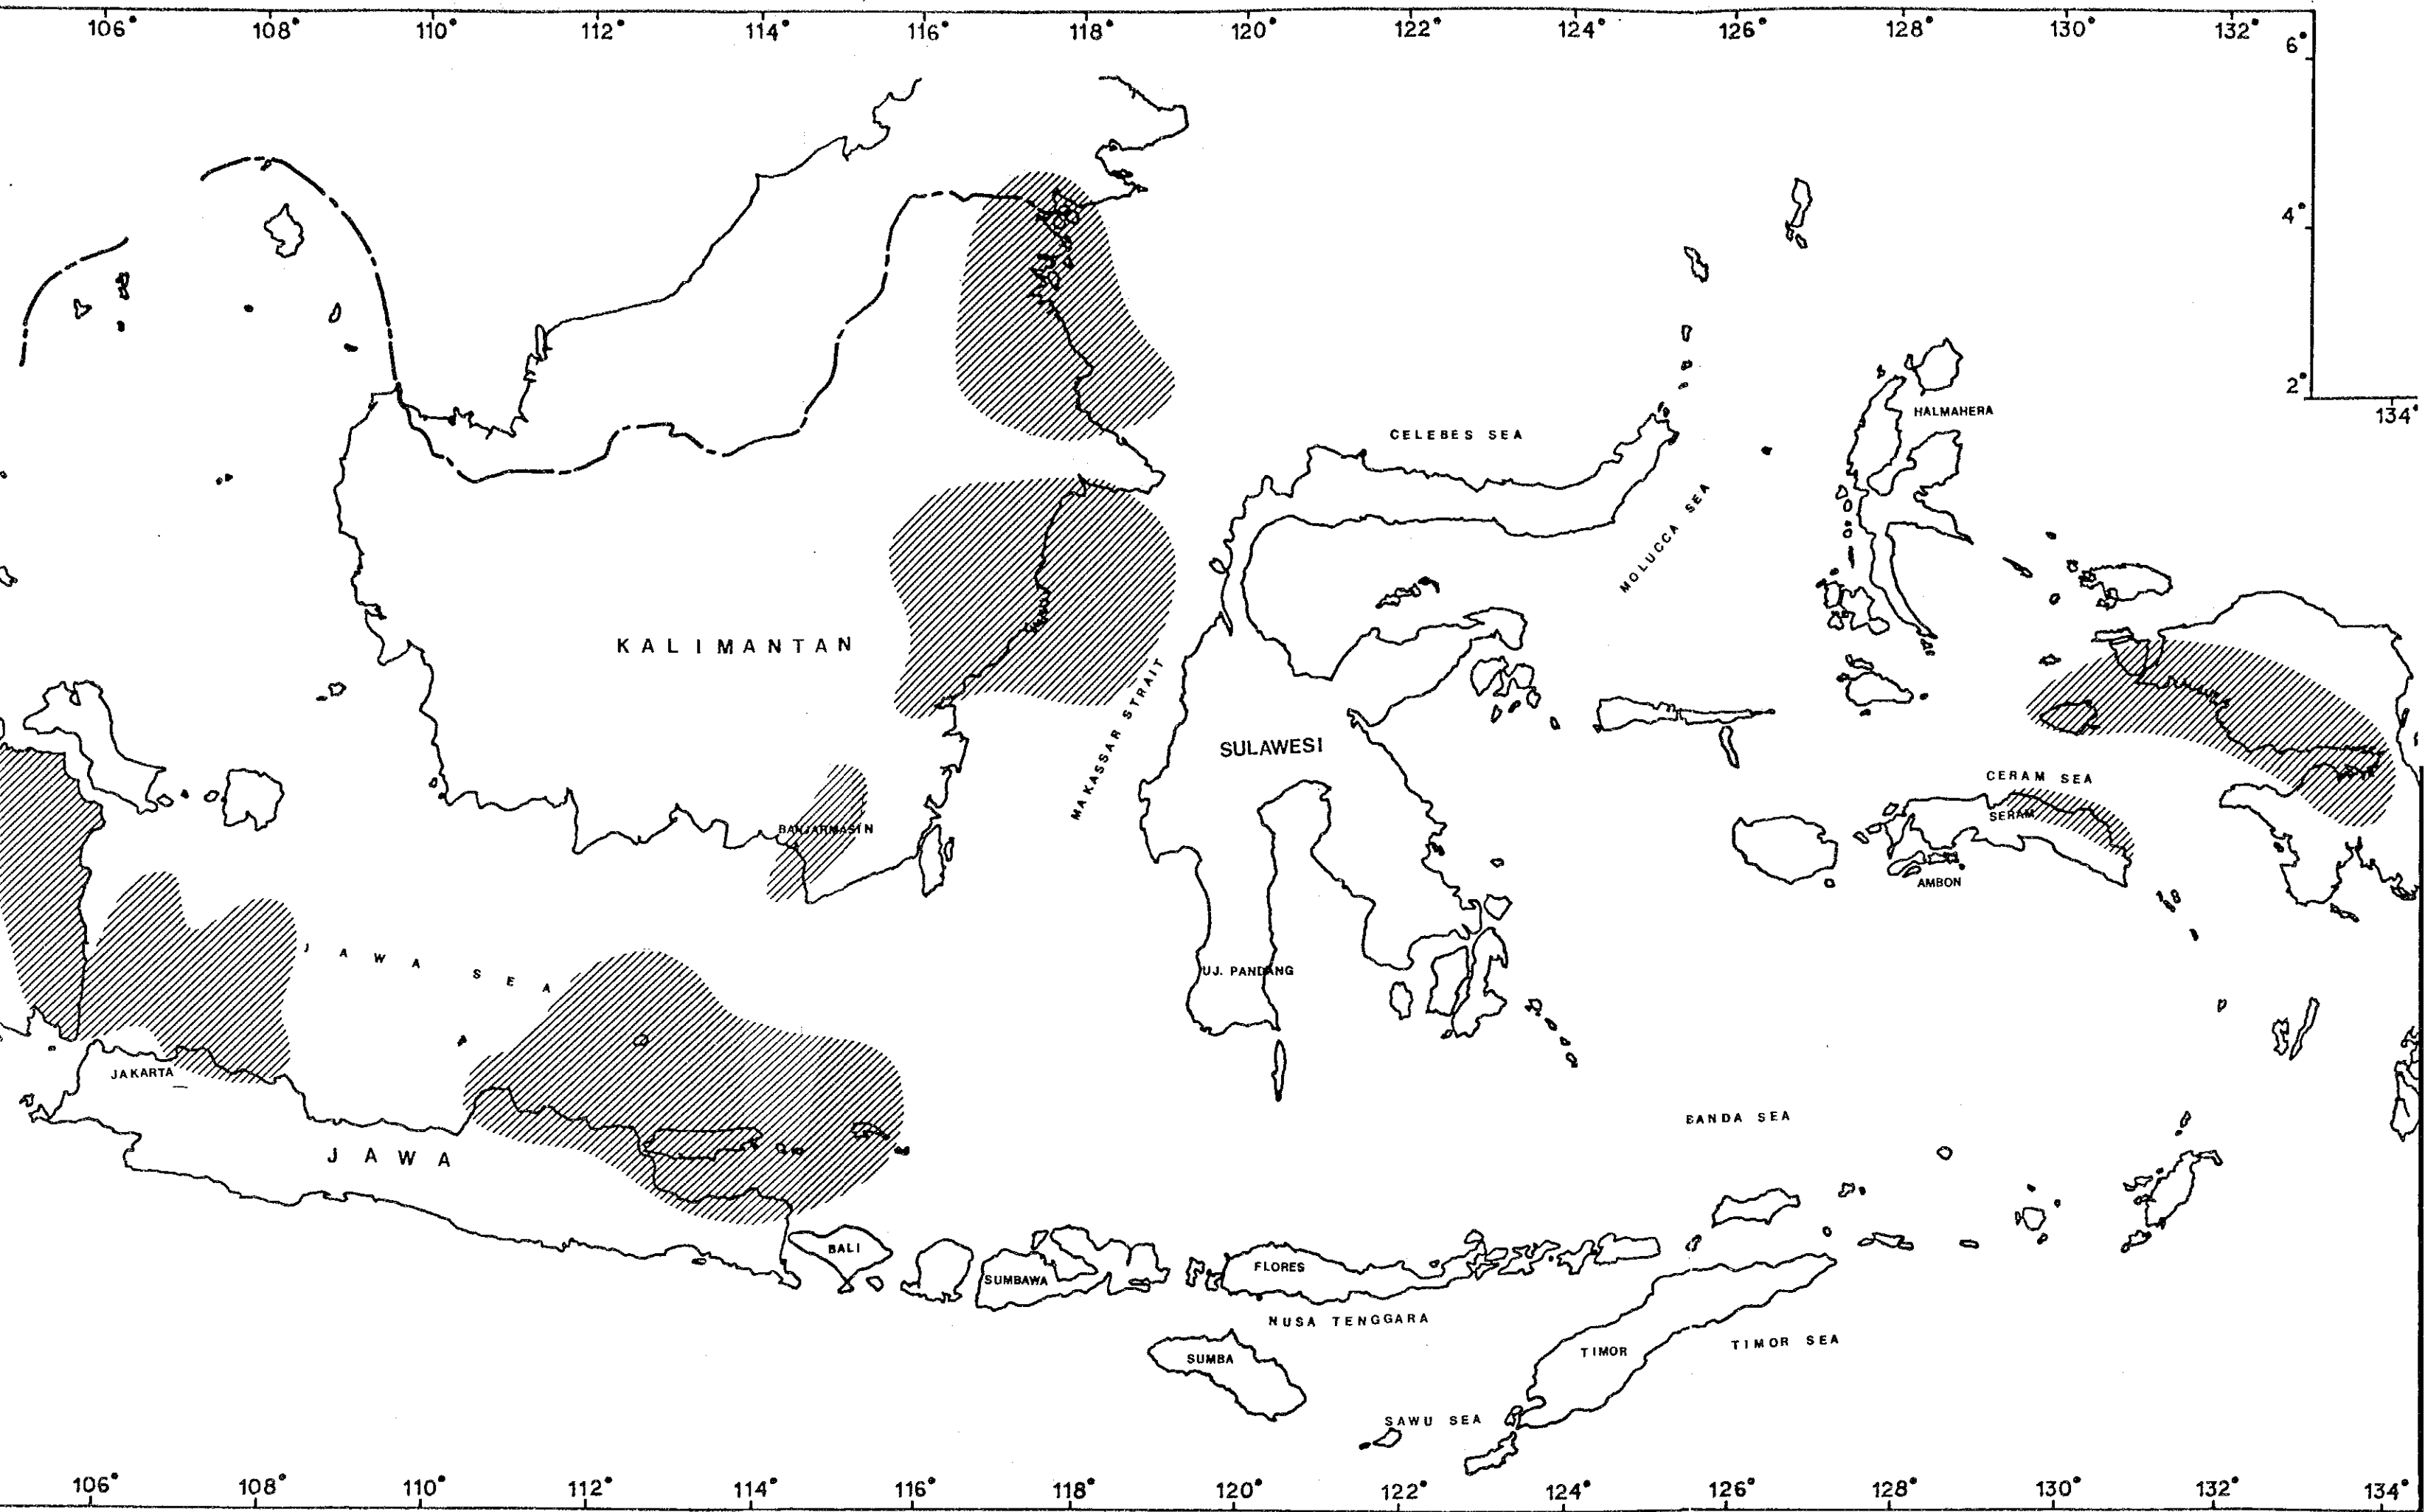 106° 108° 110° 112° 114° 116° 118° 120° 122° 124° 126° 128° 130° 132°
6°
4°
2°
134°
HALMAHERA
CELEBES SEA
MOLUCCA SEA
KALIMANTAN
MAKASSAR STRAIT
SULAWESI
CERAM SEA
SERAM
BANJARMASIN
AMBON
JAWA SEA
UJ. PANDANG
JAKARTA
BANDA SEA
JAWA
BALI
FLORES
SUMBAWA
NUSA TENGGARA
TIMOR SEA
TIMOR
SUMBA
SAWU SEA
106° 108° 110° 112° 114° 116° 118° 120° 122° 124° 126° 128° 130° 132° 134°